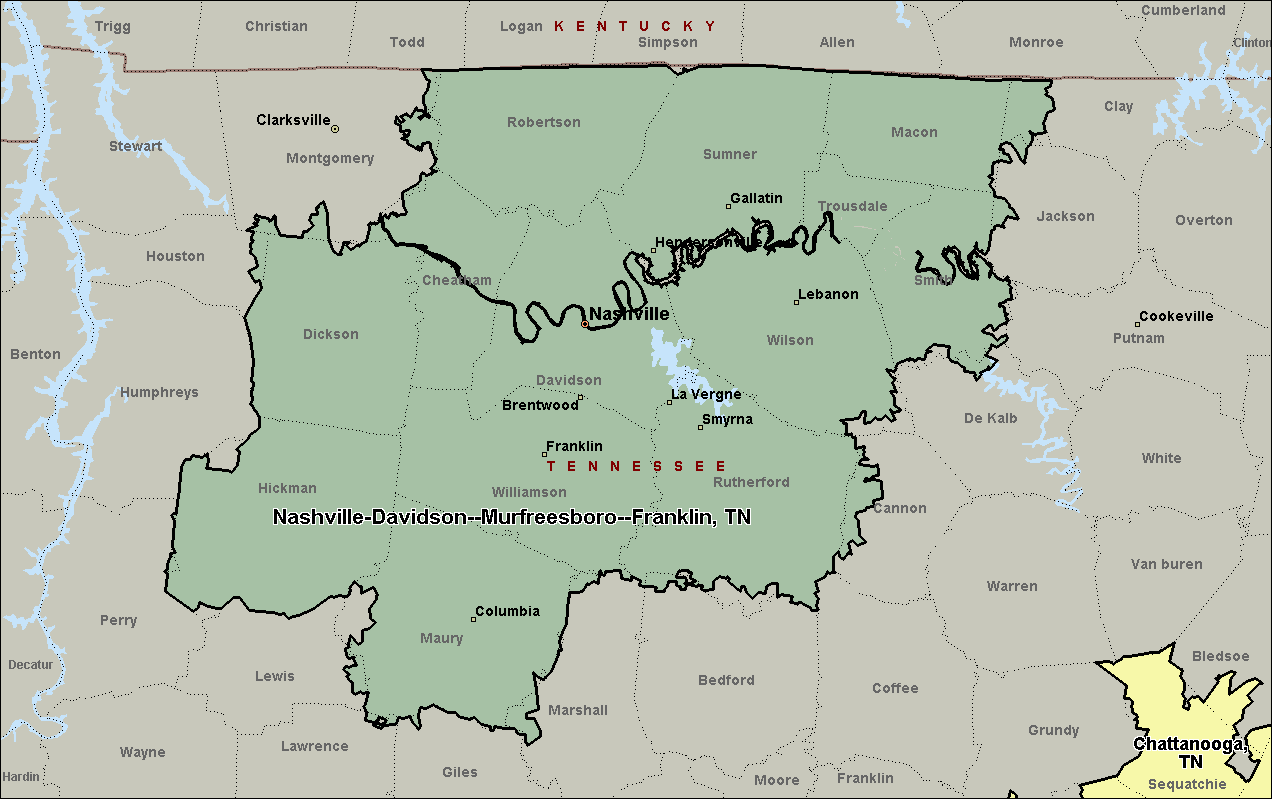 Cumberland
Trigg
Christian
Logan
K E N T U C K Y
Todd
Simpson
Allen
Monroe
Clinton
Clay
Clarksville
Robertson
Macon
Stewart
Montgomery
Sumner
Gallatin
Trousdale
Jackson
Overton
Hendersonville
Houston
Cheatham
Smith
Lebanon
Nashville
Cookeville
Dickson
Wilson
Putnam
Benton
Davidson
Humphreys
La Vergne
Brentwood
Smyrna
De Kalb
Franklin
White
T E N N E S S E E
Rutherford
Hickman
Williamson
Cannon
Nashville-Davidson--Murfreesboro--Franklin, TN
Van buren
Warren
Columbia
Perry
Maury
Bledsoe
Decatur
Lewis
Bedford
Coffee
Marshall
Grundy
Lawrence
Chattanooga,
TN
Wayne
Giles
Hardin
Moore
Franklin
Sequatchie